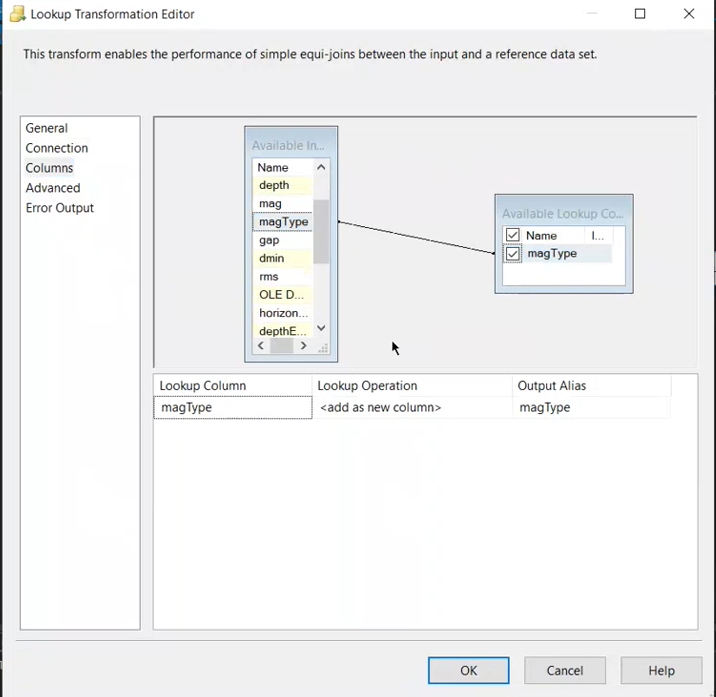 Lookup Transformation Editor
This transform enables the performance of simple equi-joins between the input and a reference data set.
General
Connection
Columns
Advanced
Error Output
Available In...
Name
depth
mag
magType
gap
dmin
rms
OLE D...
horizon...
depthE...
Available Lookup Co...
Name I...
magType
Lookup Column Lookup Operation Output Alias
magType <add as new column> magType
OK Cancel Help